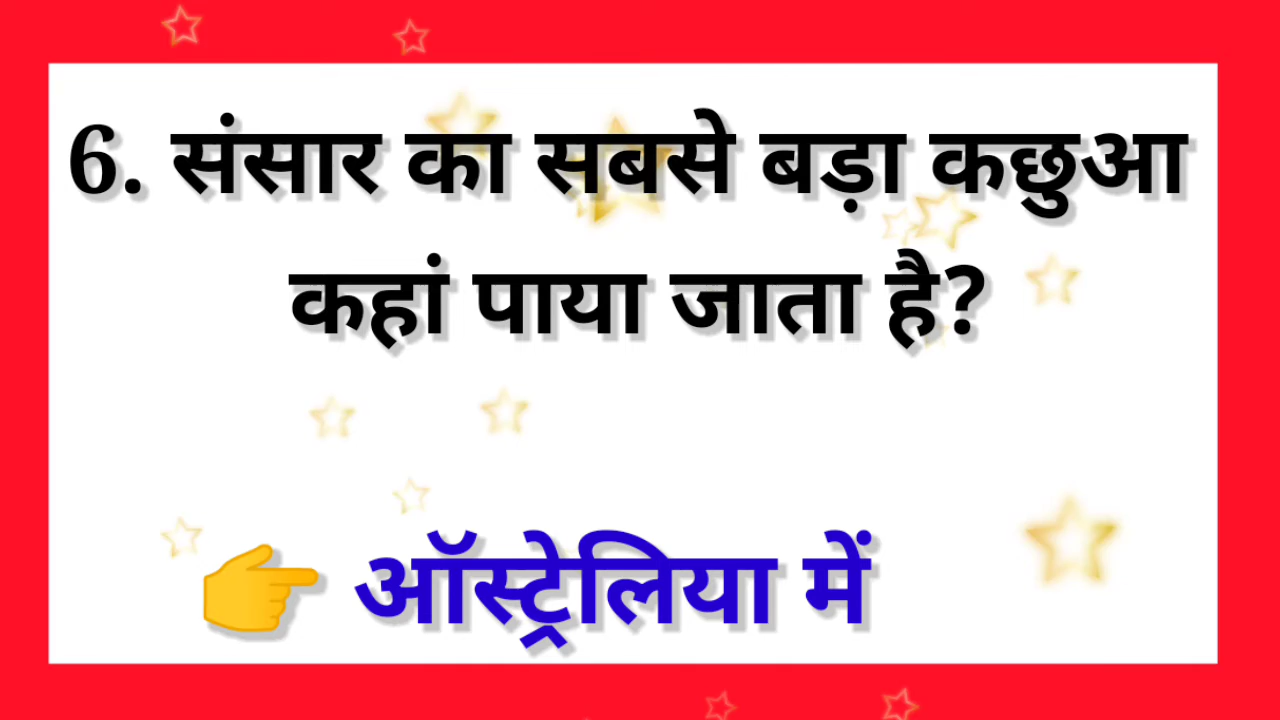 6. संसार का सबसे बड़ा कछुआ
कहां पाया जाता है?
👉 ऑस्ट्रेलिया में